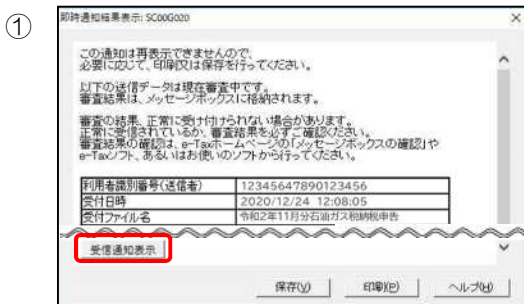 ①
即時通知結果表示: SC00G020
×
この通知は再表示できませんので、
必要に応じて、印刷又は保存を行ってください。
以下の送信データは現在審査中です。
審査結果は、メッセージボックスに格納されます。
審査の結果、正常に受け付けられない場合があります。
正常に受信されているか、審査結果を必ずご確認ください。
審査結果の確認は、e-Taxホームページの「メッセージボックスの確認」や
e-Taxソフト、あるいはお使いのソフトから行ってください。
利用者識別番号(送信者) 12345647890123456
受付日時 2020/12/24 12:08:05
受付ファイル名 令和2年11月分石油ガス税納税申告
受信通知表示
保存(V) 印刷(P) ヘルプ(H)